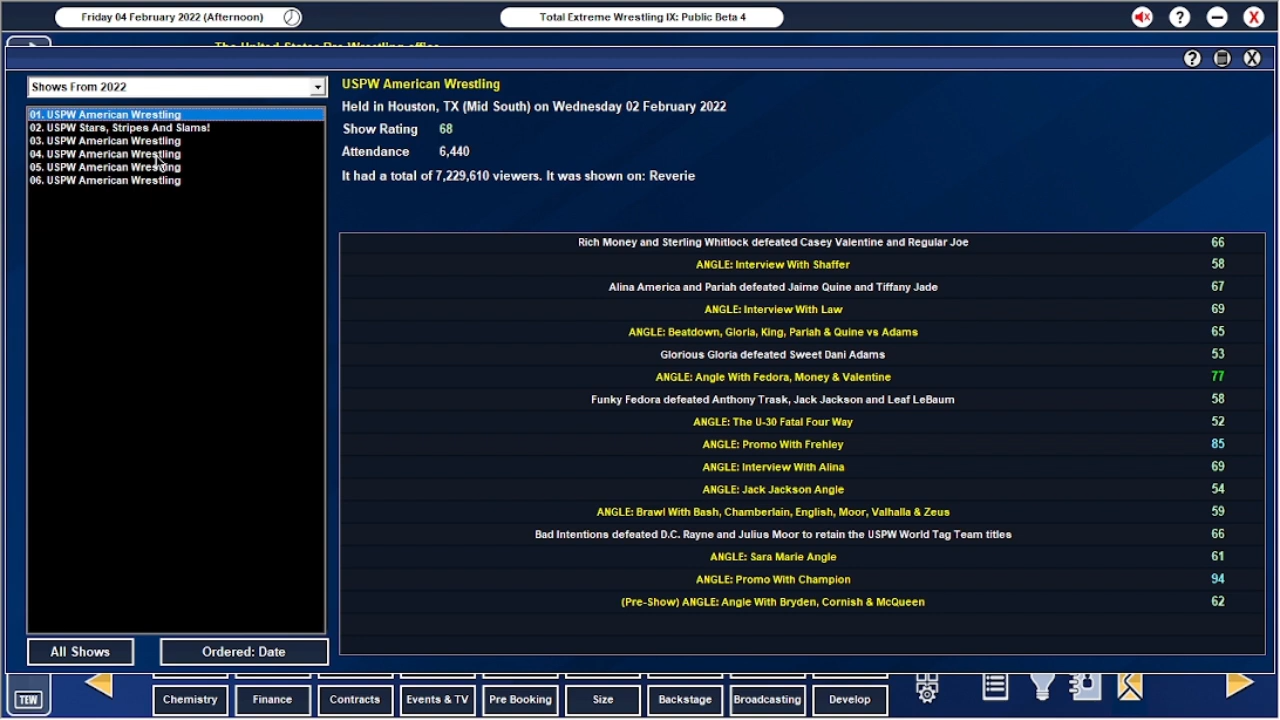 Friday 04 February 2022 (Afternoon)
Total Extreme Wrestling IX: Public Beta 4
The United States Pro Wrestling office
Shows From 2022
01. USPW American Wrestling
02. USPW Stars, Stripes And Slams!
03. USPW American Wrestling
04. USPW American Wrestling
05. USPW American Wrestling
06. USPW American Wrestling
All Shows
Ordered: Date
USPW American Wrestling
Held in Houston, TX (Mid South) on Wednesday 02 February 2022
Show Rating 68
Attendance 6,440
It had a total of 7,229,610 viewers. It was shown on: Reverie
Rich Money and Sterling Whitlock defeated Casey Valentine and Regular Joe 66
ANGLE: Interview With Shaffer 58
Alina America and Pariah defeated Jaime Quine and Tiffany Jade 67
ANGLE: Interview With Law 69
ANGLE: Beatdown, Gloria, King, Pariah & Quine vs Adams 65
Glorious Gloria defeated Sweet Dani Adams 53
ANGLE: Angle With Fedora, Money & Valentine 77
Funky Fedora defeated Anthony Trask, Jack Jackson and Leaf LeBaum 58
ANGLE: The U-30 Fatal Four Way 52
ANGLE: Promo With Frehley 85
ANGLE: Interview With Alina 69
ANGLE: Jack Jackson Angle 54
ANGLE: Brawl With Bash, Chamberlain, English, Moor, Valhalla & Zeus 59
Bad Intentions defeated D.C. Rayne and Julius Moor to retain the USPW World Tag Team titles 66
ANGLE: Sara Marie Angle 61
ANGLE: Promo With Champion 94
(Pre-Show) ANGLE: Angle With Bryden, Cornish & McQueen 62
TEW
Chemistry
Finance
Contracts
Events & TV
Pre Booking
Size
Backstage
Broadcasting
Develop